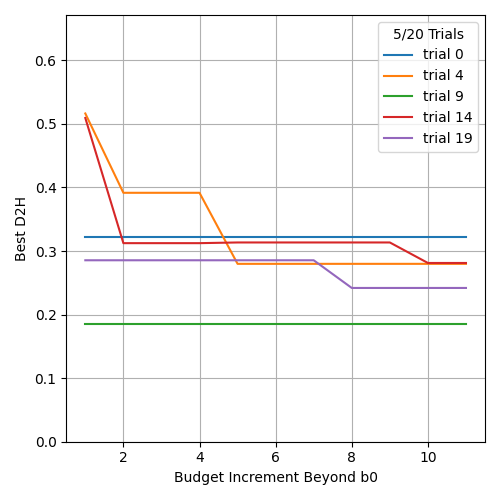 5/20 Trials
trial 0
trial 4
trial 9
trial 14
trial 19
Best D2H
0.6
0.5
0.4
0.3
0.2
0.1
0.0
2 4 6 8 10
Budget Increment Beyond b0